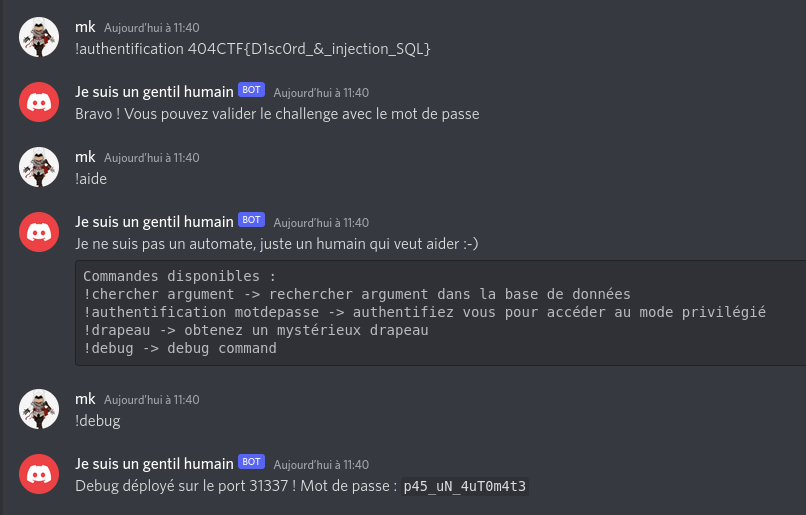 mk Aujourd'hui à 11:40
!authentification 404CTF{D1sc0rd_&_injection_SQL}
Je suis un gentil humain BOT Aujourd'hui à 11:40
Bravo ! Vous pouvez valider le challenge avec le mot de passe
mk Aujourd'hui à 11:40
!aide
Je suis un gentil humain BOT Aujourd'hui à 11:40
Je ne suis pas un automate, juste un humain qui veut aider :-)
Commandes disponibles :
!chercher argument -> rechercher argument dans la base de données
!authentification motdepasse -> authentifiez vous pour accéder au mode privilégié
!drapeau -> obtenez un mystérieux drapeau
!debug -> debug command
mk Aujourd'hui à 11:40
!debug
Je suis un gentil humain BOT Aujourd'hui à 11:40
Debug déployé sur le port 31337 ! Mot de passe : p45_uN_4uT0m4t3